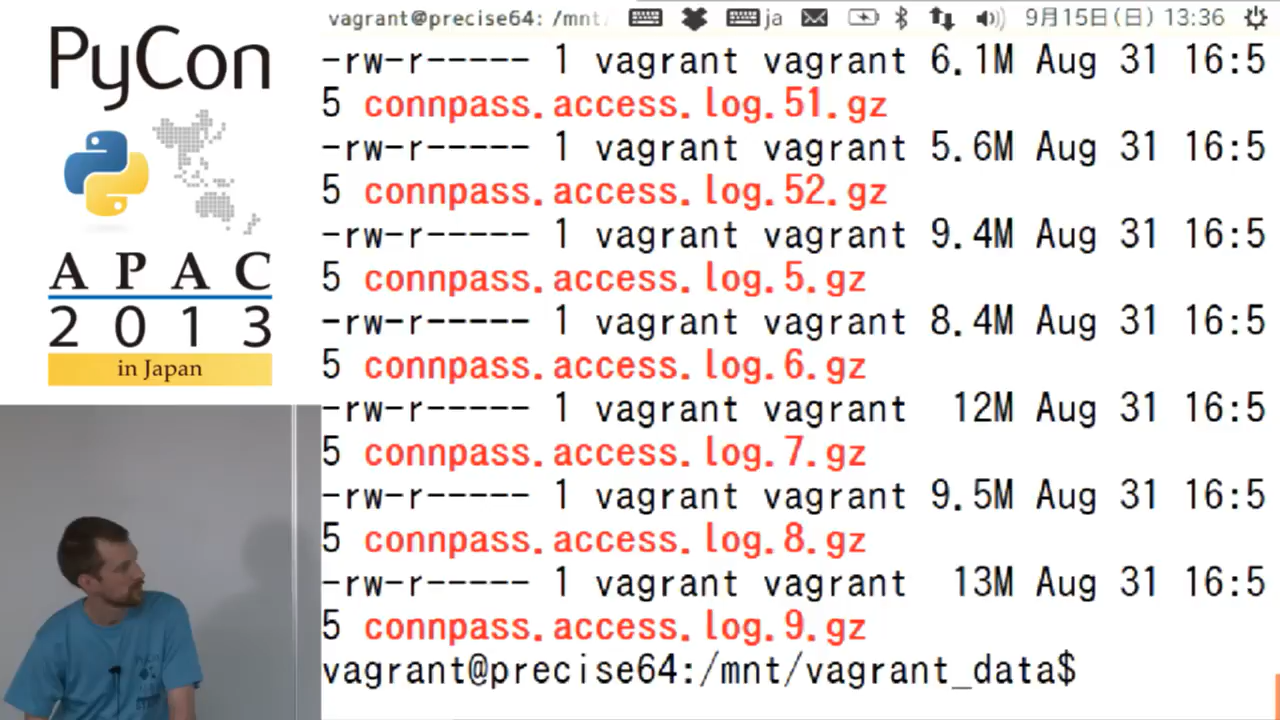 PyCon
APAC
2013
in Japan
vagrant@precise64: /mnt/ ja 9月15日(日) 13:36
-rw-r----- 1 vagrant vagrant 6.1M Aug 31 16:5
5 connpass.access.log.51.gz
-rw-r----- 1 vagrant vagrant 5.6M Aug 31 16:5
5 connpass.access.log.52.gz
-rw-r----- 1 vagrant vagrant 9.4M Aug 31 16:5
5 connpass.access.log.5.gz
-rw-r----- 1 vagrant vagrant 8.4M Aug 31 16:5
5 connpass.access.log.6.gz
-rw-r----- 1 vagrant vagrant 12M Aug 31 16:5
5 connpass.access.log.7.gz
-rw-r----- 1 vagrant vagrant 9.5M Aug 31 16:5
5 connpass.access.log.8.gz
-rw-r----- 1 vagrant vagrant 13M Aug 31 16:5
5 connpass.access.log.9.gz
vagrant@precise64:/mnt/vagrant_data$